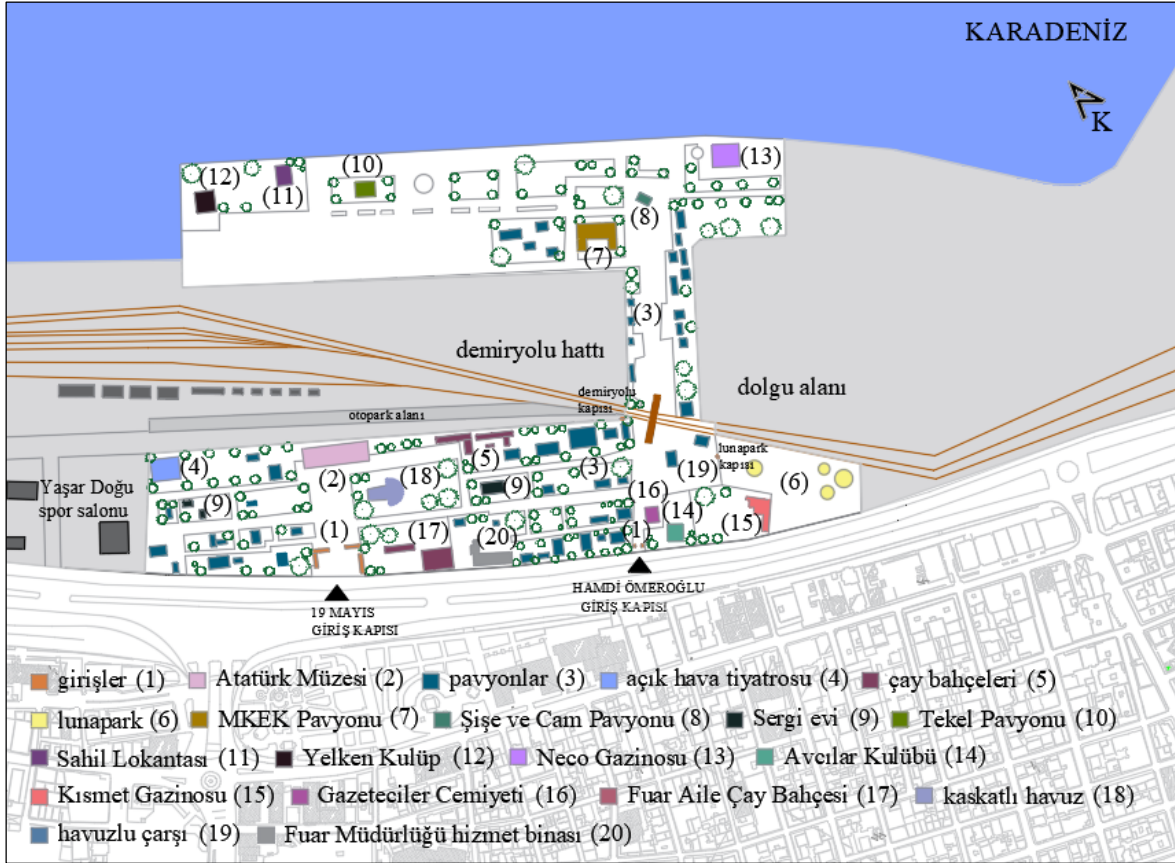 KARADENİZ
K
(10)
(13)
(12)
(11)
(8)
(7)
(3)
demiryolu hattı
dolgu alanı
demiryolu
kapısı
otopark alanı
lunapark
kapısı
(4)
(2)
(18)
(5)
(3)
(19)
(6)
Yaşar Doğu
spor salonu
(9)
(9)
(16)
(14)
(15)
(1)
(17)
(20)
(1)
19 MAYIS
GİRİŞ KAPISI
HAMDİ ÖMEROĞLU
GİRİŞ KAPISI
girişler (1) Atatürk Müzesi (2) pavyonlar (3) açık hava tiyatrosu (4) çay bahçeleri (5)
lunapark (6) MKEK Pavyonu (7) Şişe ve Cam Pavyonu (8) Sergi evi (9) Tekel Pavyonu (10)
Sahil Lokantası (11) Yelken Kulüp (12) Neco Gazinosu (13) Avcılar Kulübü (14)
Kısmet Gazinosu (15) Gazeteciler Cemiyeti (16) Fuar Aile Çay Bahçesi (17) kaskatlı havuz (18)
havuzlu çarşı (19) Fuar Müdürlüğü hizmet binası (20)